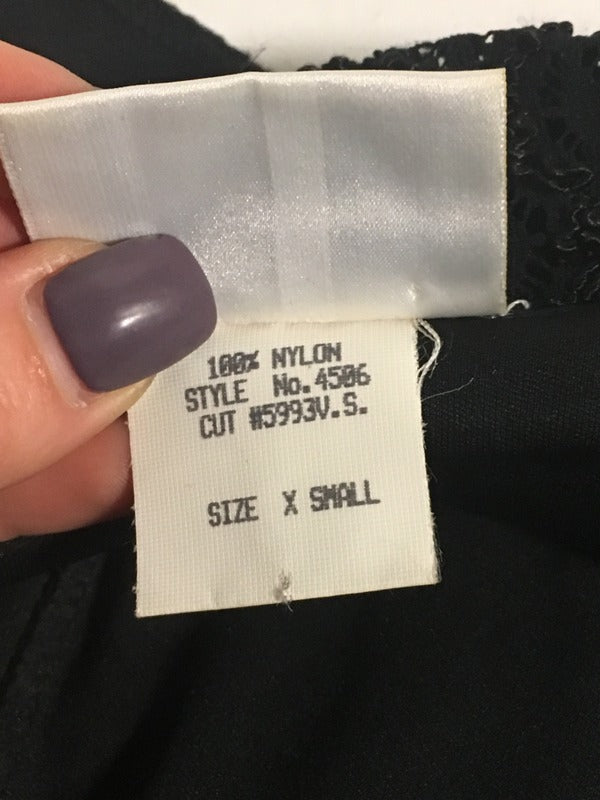 100% NYLON
STYLE No.4506
CUT #5993V.S.
SIZE X SMALL